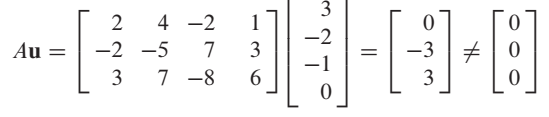 Au = [ 2 4 −2 1 ; −2 −5 7 3 ; 3 7 −8 6 ] [ 3 ; −2 ; −1 ; 0 ] = [ 0 ; −3 ; 3 ] ≠ [ 0 ; 0 ; 0 ]